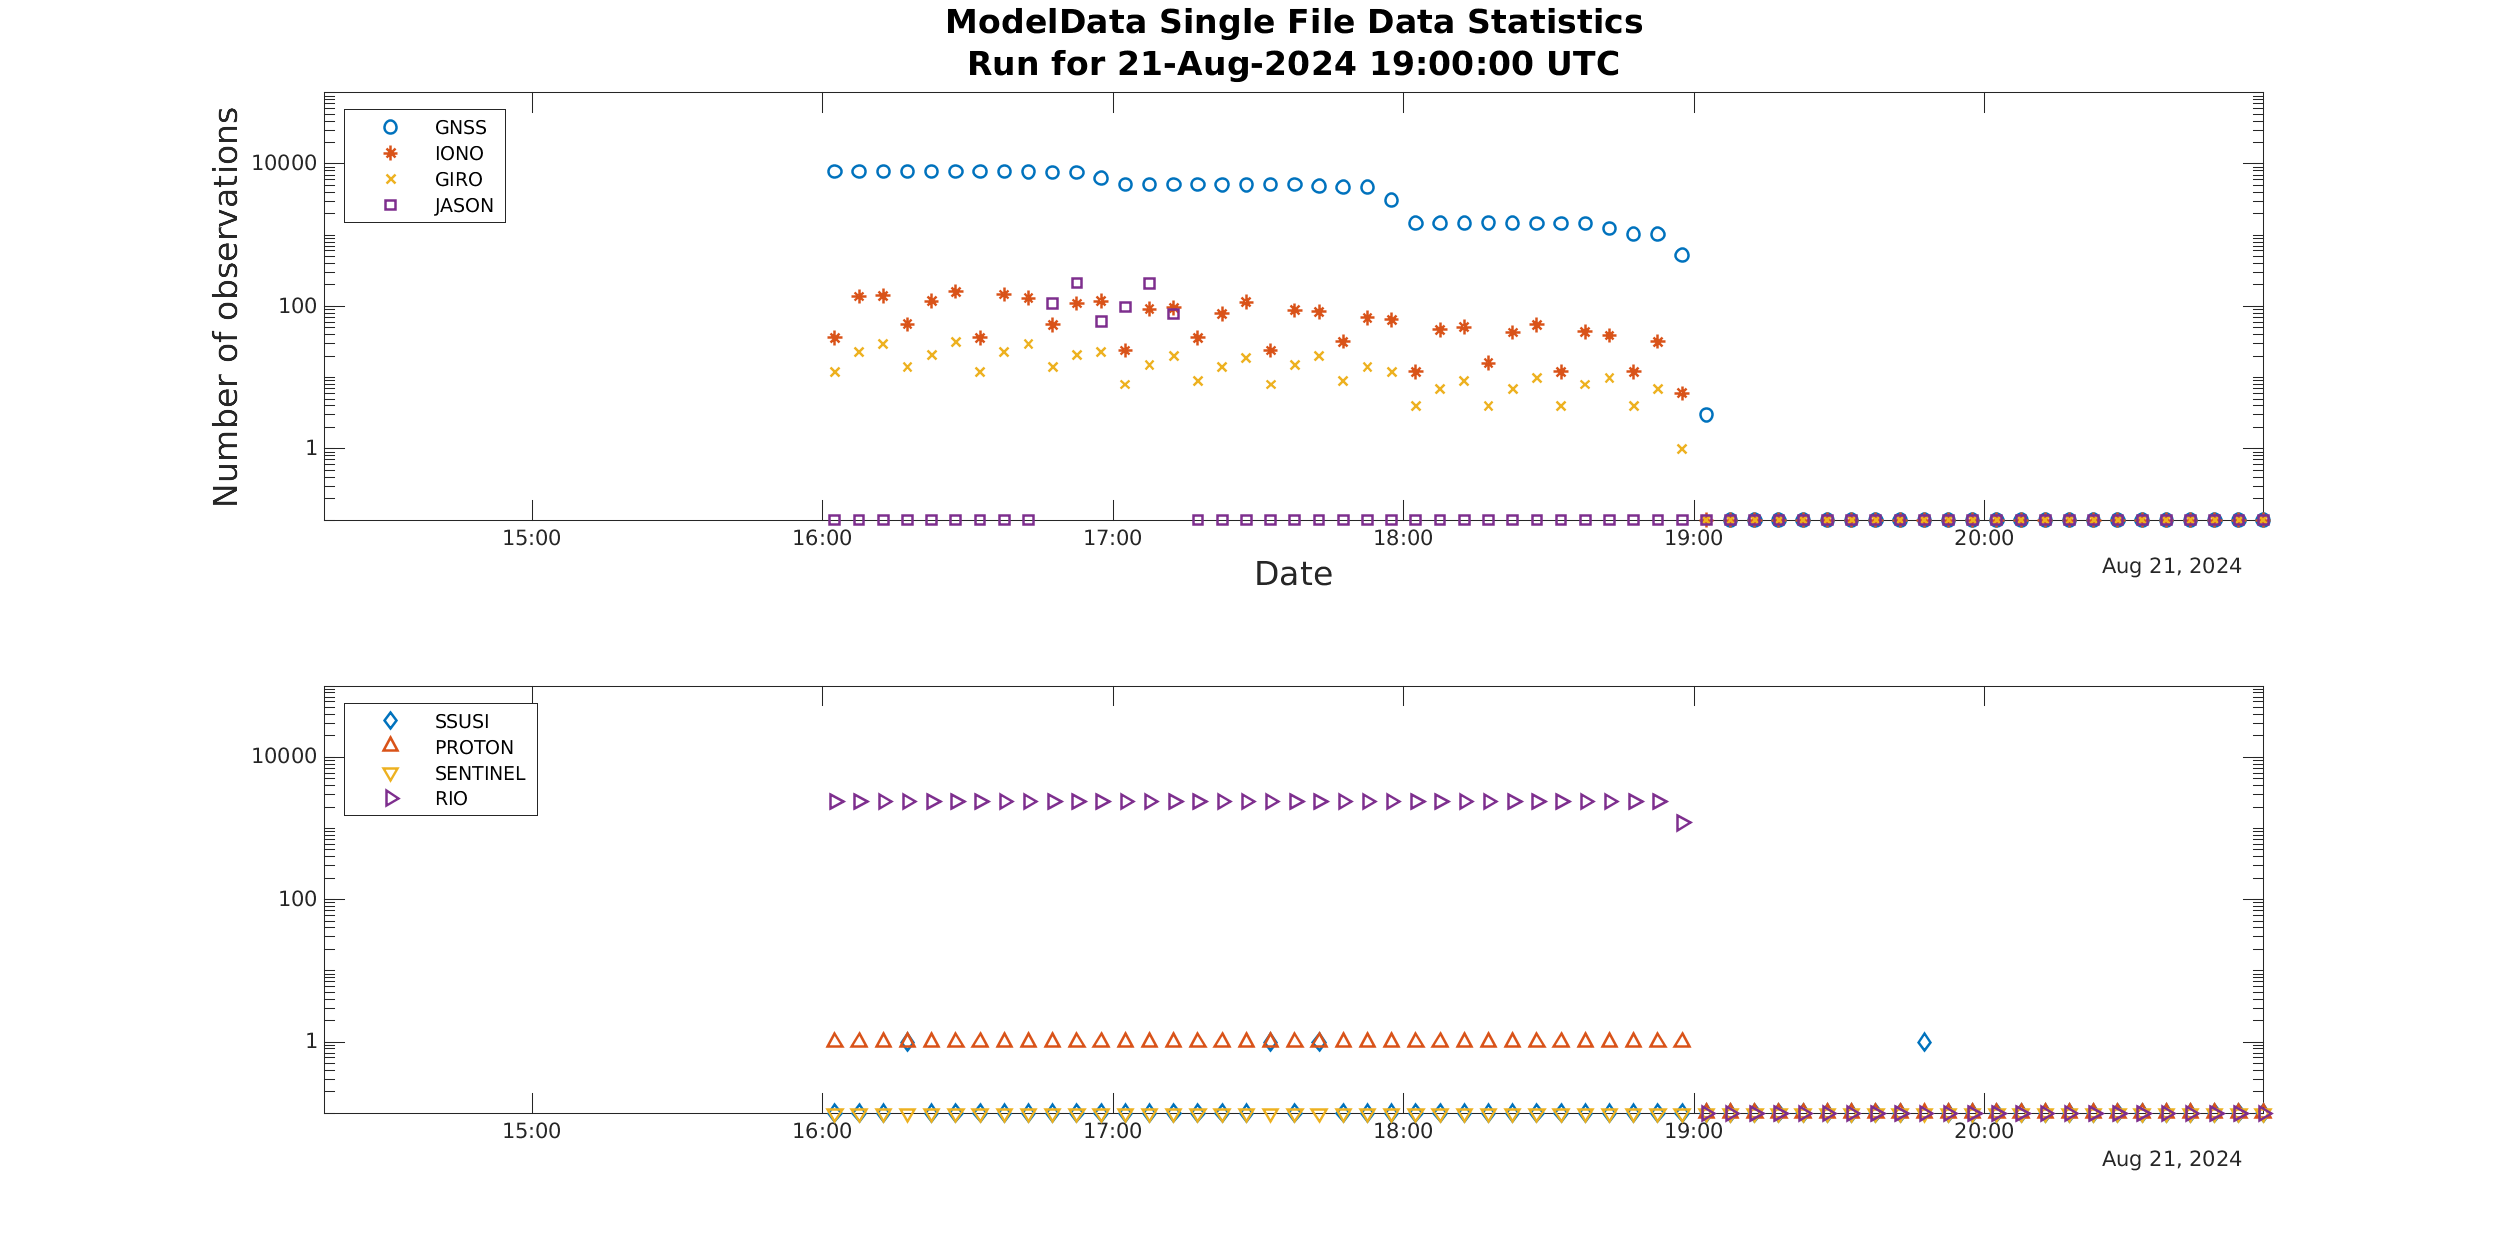 ModelData Single File Data Statistics
Run for 21-Aug-2024 19:00:00 UTC
Number of observations
10000
100
1
GNSS
IONO
GIRO
JASON
15:00
16:00
17:00
18:00
19:00
20:00
Date
Aug 21, 2024
10000
100
1
SSUSI
PROTON
SENTINEL
RIO
15:00
16:00
17:00
18:00
19:00
20:00
Aug 21, 2024